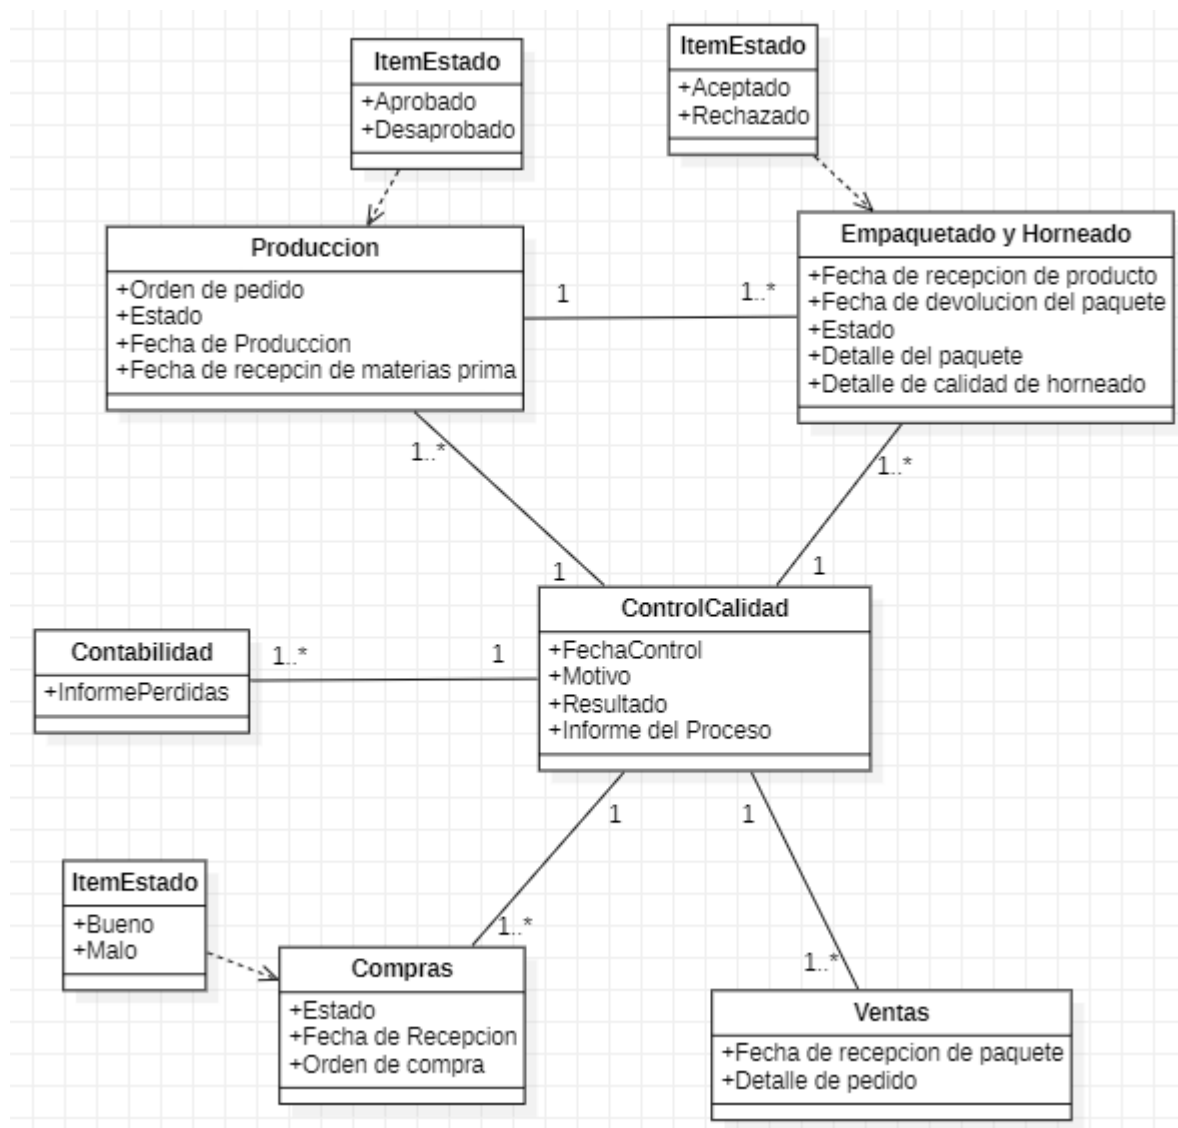 ItemEstado
+Aprobado
+Desaprobado
ItemEstado
+Aceptado
+Rechazado
Produccion
+Orden de pedido
+Estado
+Fecha de Produccion
+Fecha de recepcin de materias prima
1
1..*
Empaquetado y Horneado
+Fecha de recepcion de producto
+Fecha de devolucion del paquete
+Estado
+Detalle del paquete
+Detalle de calidad de horneado
1..*
1..*
1
1
Contabilidad
+InformePerdidas
1..*
1
ControlCalidad
+FechaControl
+Motivo
+Resultado
+Informe del Proceso
1
1
ItemEstado
+Bueno
+Malo
1..*
1..*
Compras
+Estado
+Fecha de Recepcion
+Orden de compra
Ventas
+Fecha de recepcion de paquete
+Detalle de pedido